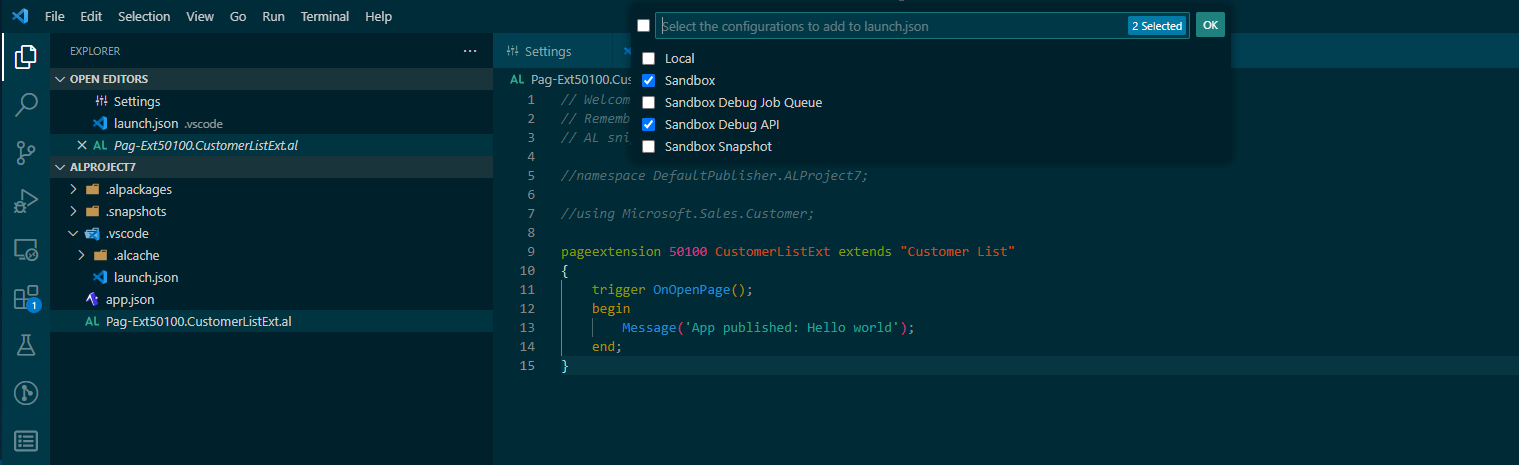 File Edit Selection View Go Run Terminal Help
Select the configurations to add to launch.json 2 Selected OK
Local
Sandbox
Sandbox Debug Job Queue
Sandbox Debug API
Sandbox Snapshot
EXPLORER ...
OPEN EDITORS
Settings
launch.json .vscode
AL Pag-Ext50100.CustomerListExt.al
ALPROJECT7
.alpackages
.snapshots
.vscode
.alcache
launch.json
app.json
AL Pag-Ext50100.CustomerListExt.al
1
Settings
AL Pag-Ext50100.Cus
1 // Welcom
2 // Rememb
3 // AL sni
4
5 //namespace DefaultPublisher.ALProject7;
6
7 //using Microsoft.Sales.Customer;
8
9 pageextension 50100 CustomerListExt extends "Customer List"
10 {
11 trigger OnOpenPage();
12 begin
13 Message('App published: Hello world');
14 end;
15 }